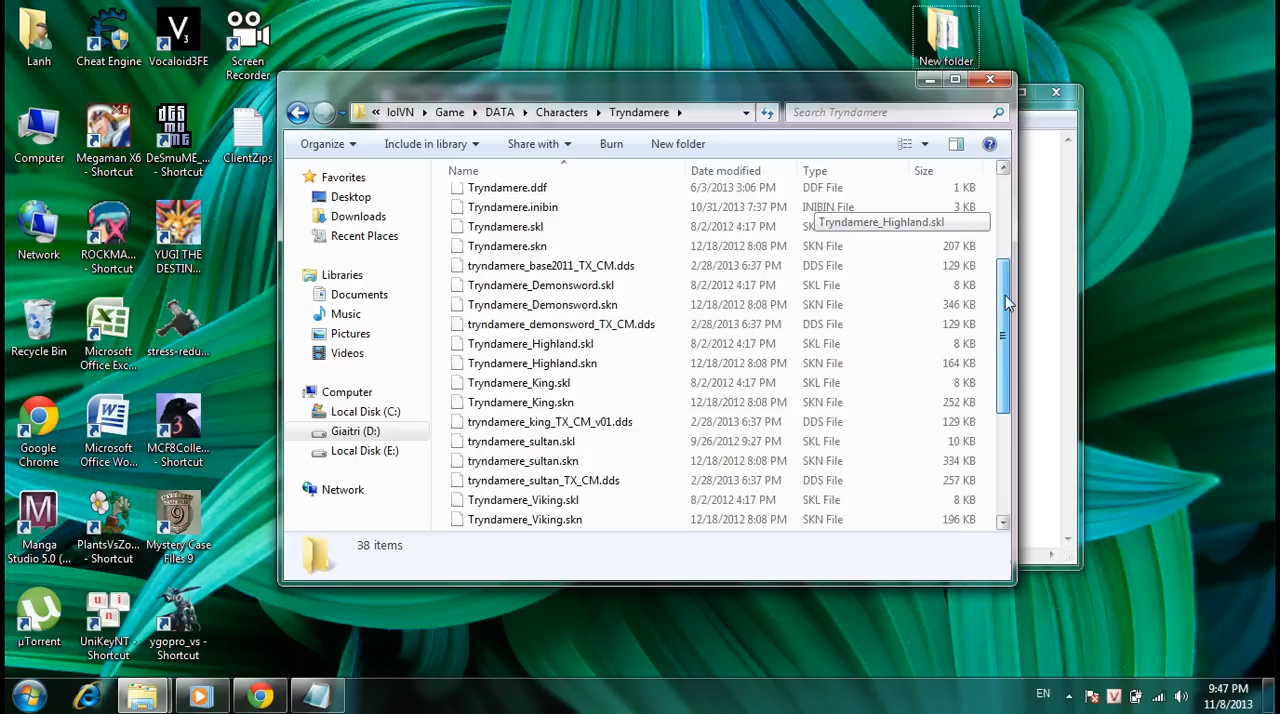 Lanh
Cheat Engine
Vocaloid3FE
Screen
Recorder
New folder
Computer
Megaman X6
- Shortcut
DeSmuME_...
- Shortcut
ClientZips
Network
ROCKMA...
- Shortcut
YUGI THE
DESTIN...
Recycle Bin
Microsoft
Office Exc...
stress-redu...
Google
Chrome
Microsoft
Office Wo...
MCF8Colle...
- Shortcut
Manga
Studio 5.0 (...
PlantsVsZo...
- Shortcut
Mystery Case
Files 9
µTorrent
UniKeyNT -
Shortcut
ygopro_vs -
Shortcut
« lolVN ▸ Game ▸ DATA ▸ Characters ▸ Tryndamere ▸
Search Tryndamere
Organize Include in library Share with Burn New folder
Favorites
Desktop
Downloads
Recent Places
Libraries
Documents
Music
Pictures
Videos
Computer
Local Disk (C:)
Giaitri (D:)
Local Disk (E:)
Network
Name Date modified Type Size
Tryndamere.ddf 6/3/2013 3:06 PM DDF File 1 KB
Tryndamere.inibin 10/31/2013 7:37 PM INIBIN File 3 KB
Tryndamere_Highland.skl
Tryndamere.skl 8/2/2012 4:17 PM
Tryndamere.skn 12/18/2012 8:08 PM SKN File 207 KB
tryndamere_base2011_TX_CM.dds 2/28/2013 6:37 PM DDS File 129 KB
Tryndamere_Demonsword.skl 8/2/2012 4:17 PM SKL File 8 KB
Tryndamere_Demonsword.skn 12/18/2012 8:08 PM SKN File 346 KB
tryndamere_demonsword_TX_CM.dds 2/28/2013 6:37 PM DDS File 129 KB
Tryndamere_Highland.skl 8/2/2012 4:17 PM SKL File 8 KB
Tryndamere_Highland.skn 12/18/2012 8:08 PM SKN File 164 KB
Tryndamere_King.skl 8/2/2012 4:17 PM SKL File 8 KB
Tryndamere_King.skn 12/18/2012 8:08 PM SKN File 252 KB
tryndamere_king_TX_CM_v01.dds 2/28/2013 6:37 PM DDS File 129 KB
tryndamere_sultan.skl 9/26/2012 9:27 PM SKL File 10 KB
tryndamere_sultan.skn 12/18/2012 8:08 PM SKN File 334 KB
tryndamere_sultan_TX_CM.dds 2/28/2013 6:37 PM DDS File 257 KB
Tryndamere_Viking.skl 8/2/2012 4:17 PM SKL File 8 KB
Tryndamere_Viking.skn 12/18/2012 8:08 PM SKN File 196 KB
38 items
EN
9:47 PM
11/8/2013